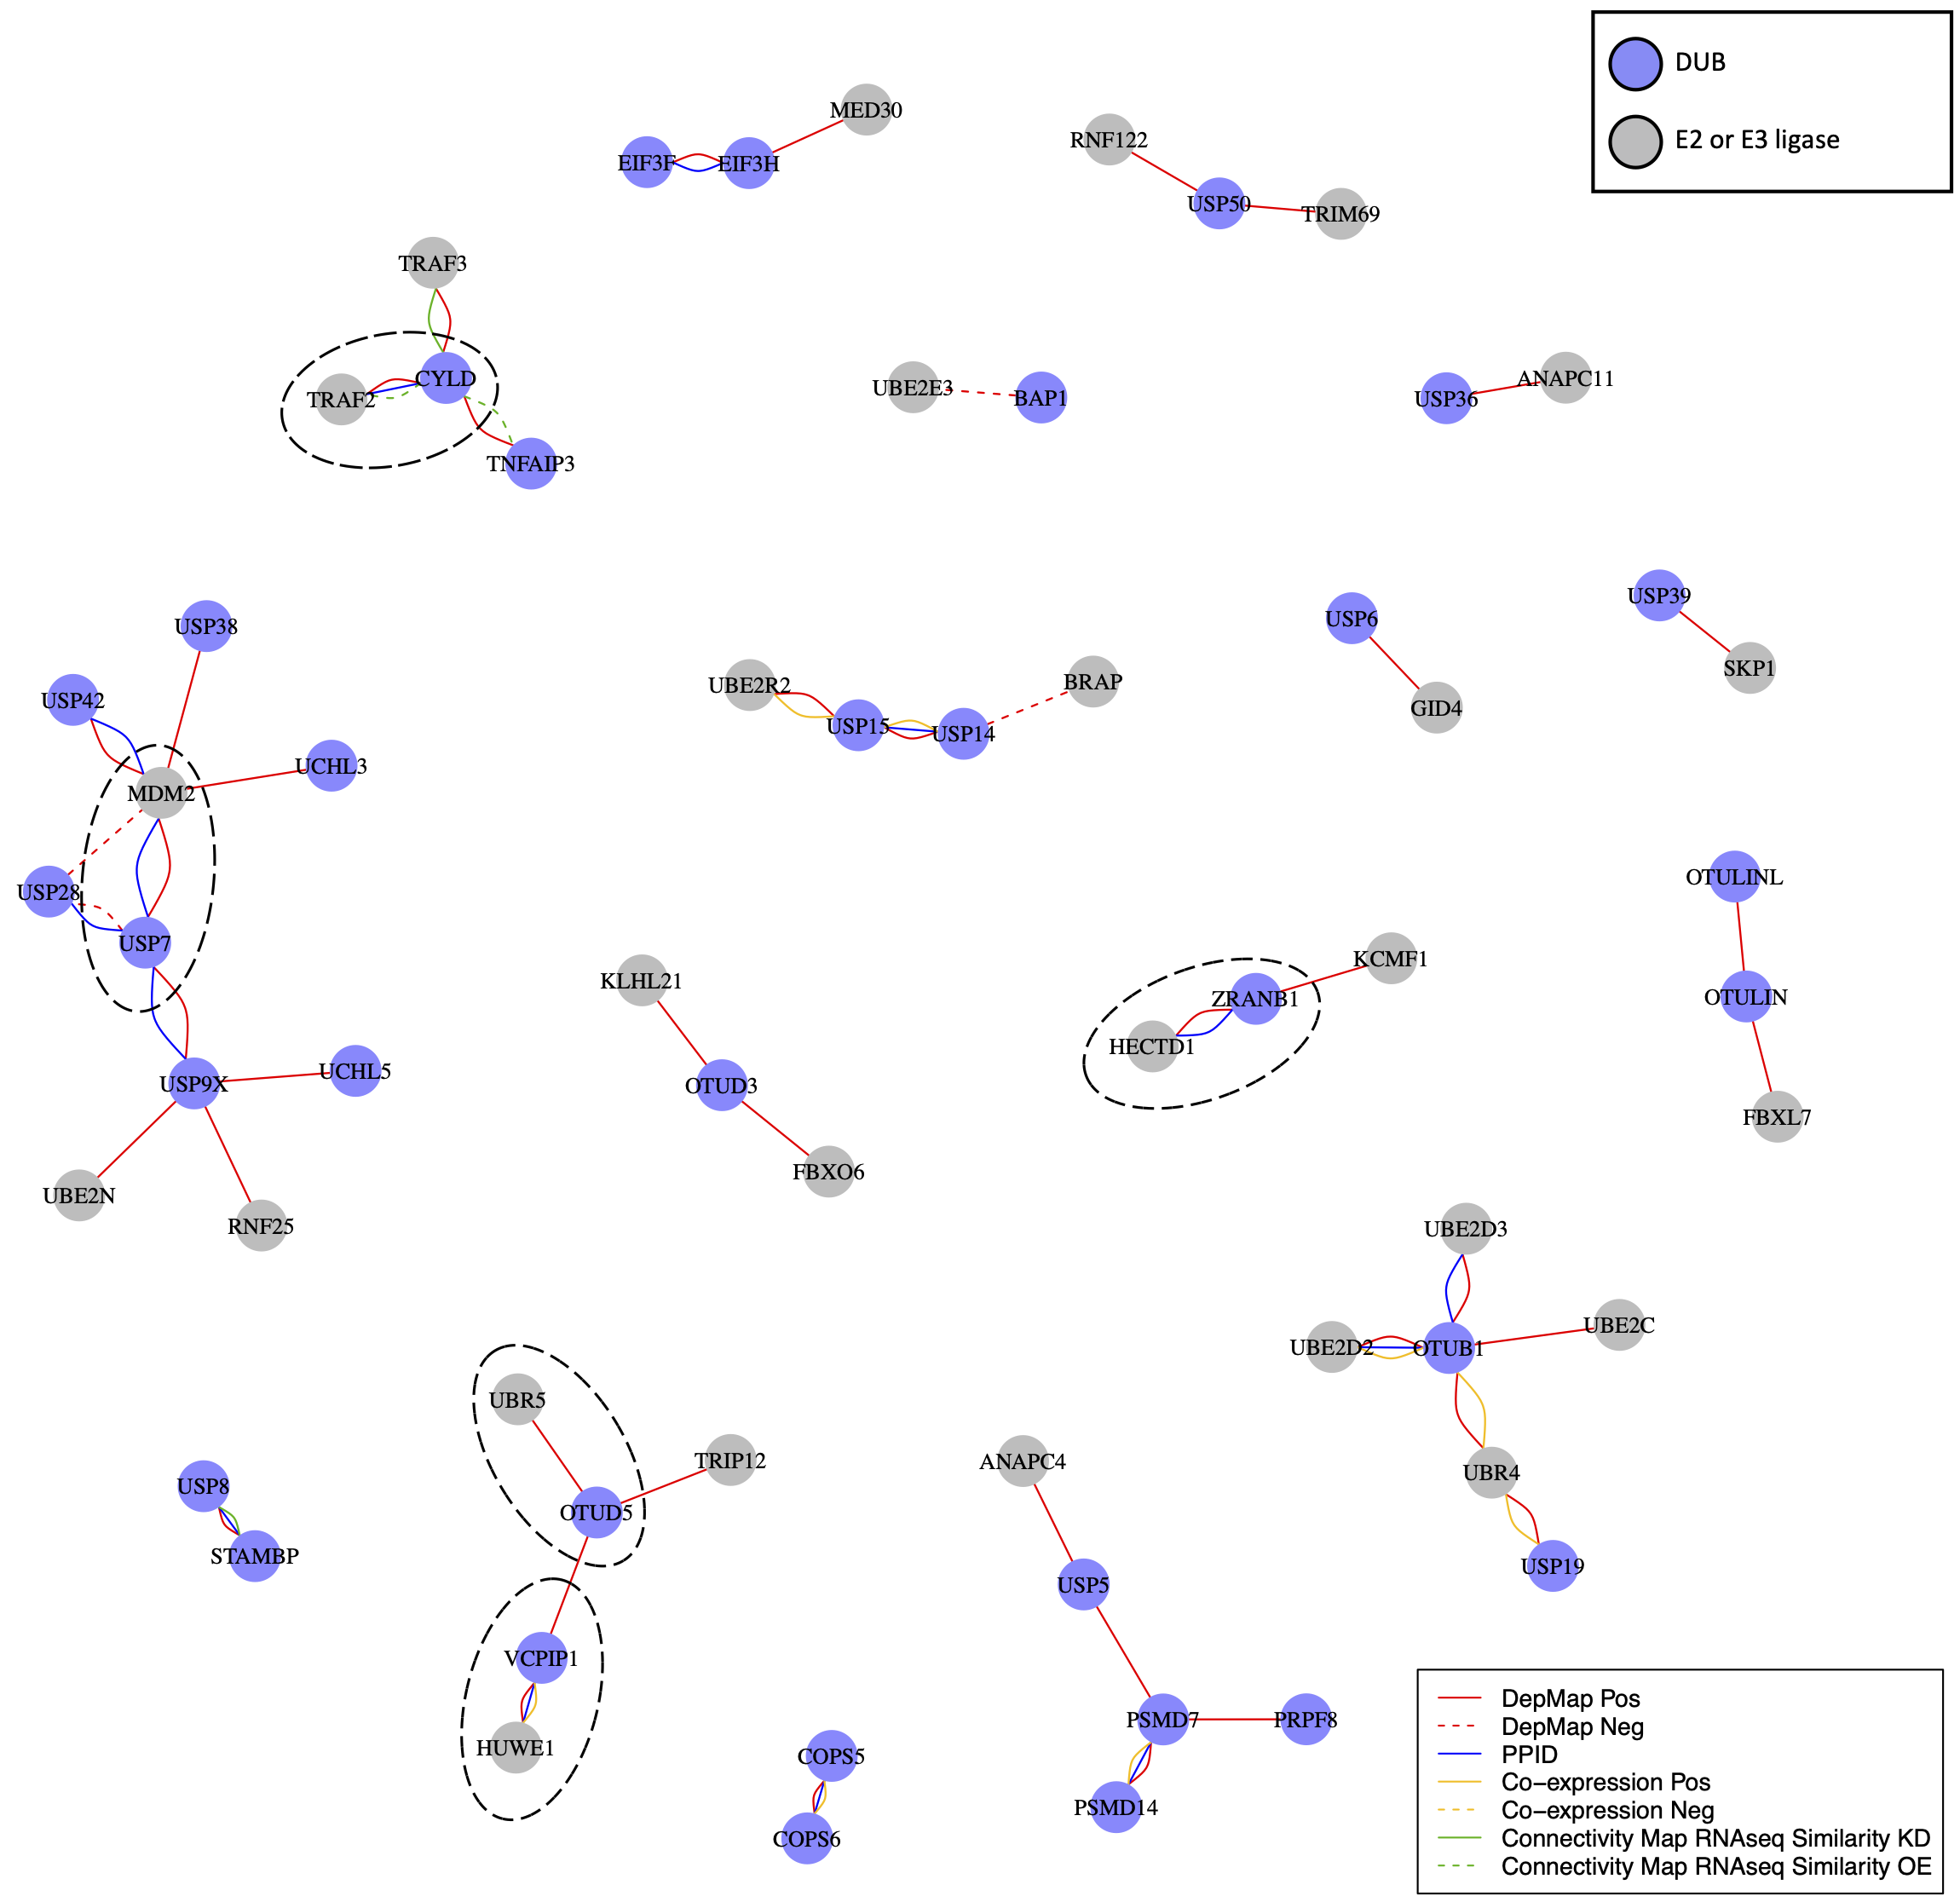 DUB
E2 or E3 ligase
MED30
EIF3F
EIF3H
RNF122
USP50
TRIM69
TRAF3
CYLD
TRAF2
TNFAIP3
UBE2E3
BAP1
USP36
ANAPC11
USP38
USP42
UCHL3
MDM2
USP28
USP7
USP9X
UCHL5
UBE2N
RNF25
UBE2R2
USP15
USP14
BRAP
USP6
GID4
USP39
SKP1
KLHL21
OTUD3
FBXO6
KCMF1
ZRANB1
HECTD1
OTULINL
OTULIN
FBXL7
UBE2D3
UBE2C
UBE2D2
OTUB1
UBR4
USP19
UBR5
TRIP12
OTUD5
VCPIP1
HUWE1
USP8
STAMBP
ANAPC4
USP5
PSMD7
PRPF8
PSMD14
COPS5
COPS6
DepMap Pos
DepMap Neg
PPID
Co−expression Pos
Co−expression Neg
Connectivity Map RNAseq Similarity KD
Connectivity Map RNAseq Similarity OE